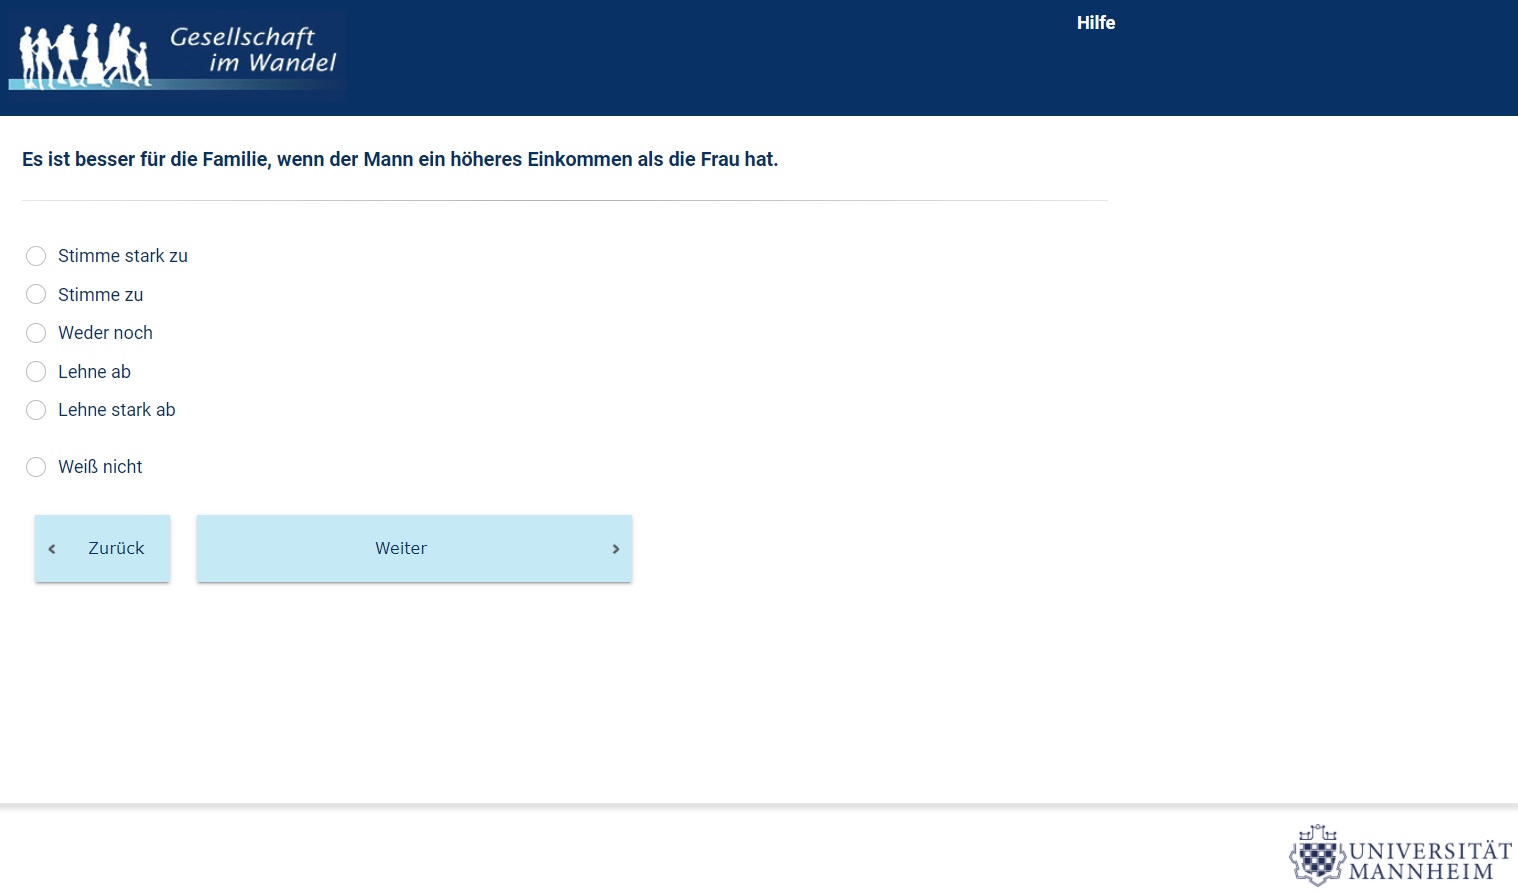 Gesellschaft
im Wandel
Hilfe
Es ist besser für die Familie, wenn der Mann ein höheres Einkommen als die Frau hat.
Stimme stark zu
Stimme zu
Weder noch
Lehne ab
Lehne stark ab
Weiß nicht
Zurück
Weiter
UNIVERSITÄT
MANNHEIM